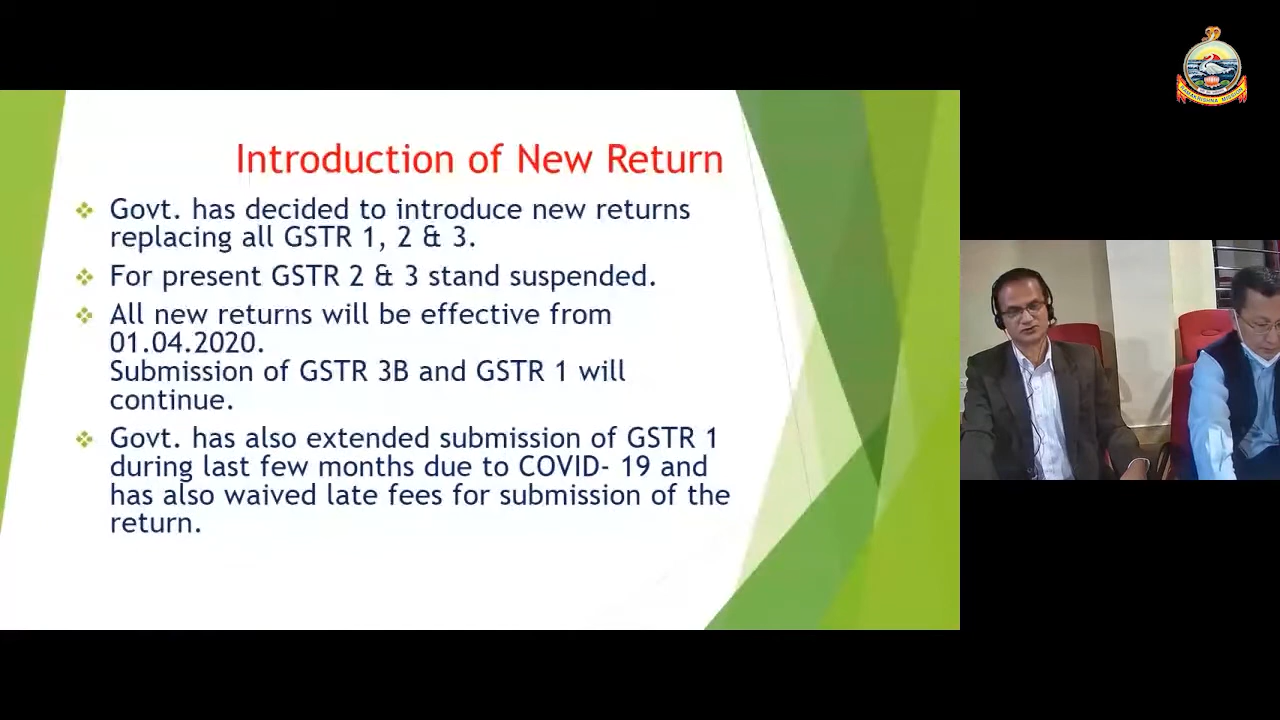 Introduction of New Return
Govt. has decided to introduce new returns
replacing all GSTR 1, 2 & 3.
For present GSTR 2 & 3 stand suspended.
All new returns will be effective from
01.04.2020.
Submission of GSTR 3B and GSTR 1 will
continue.
Govt. has also extended submission of GSTR 1
during last few months due to COVID- 19 and
has also waived late fees for submission of the
return.
RAMAKRISHNA MISSION